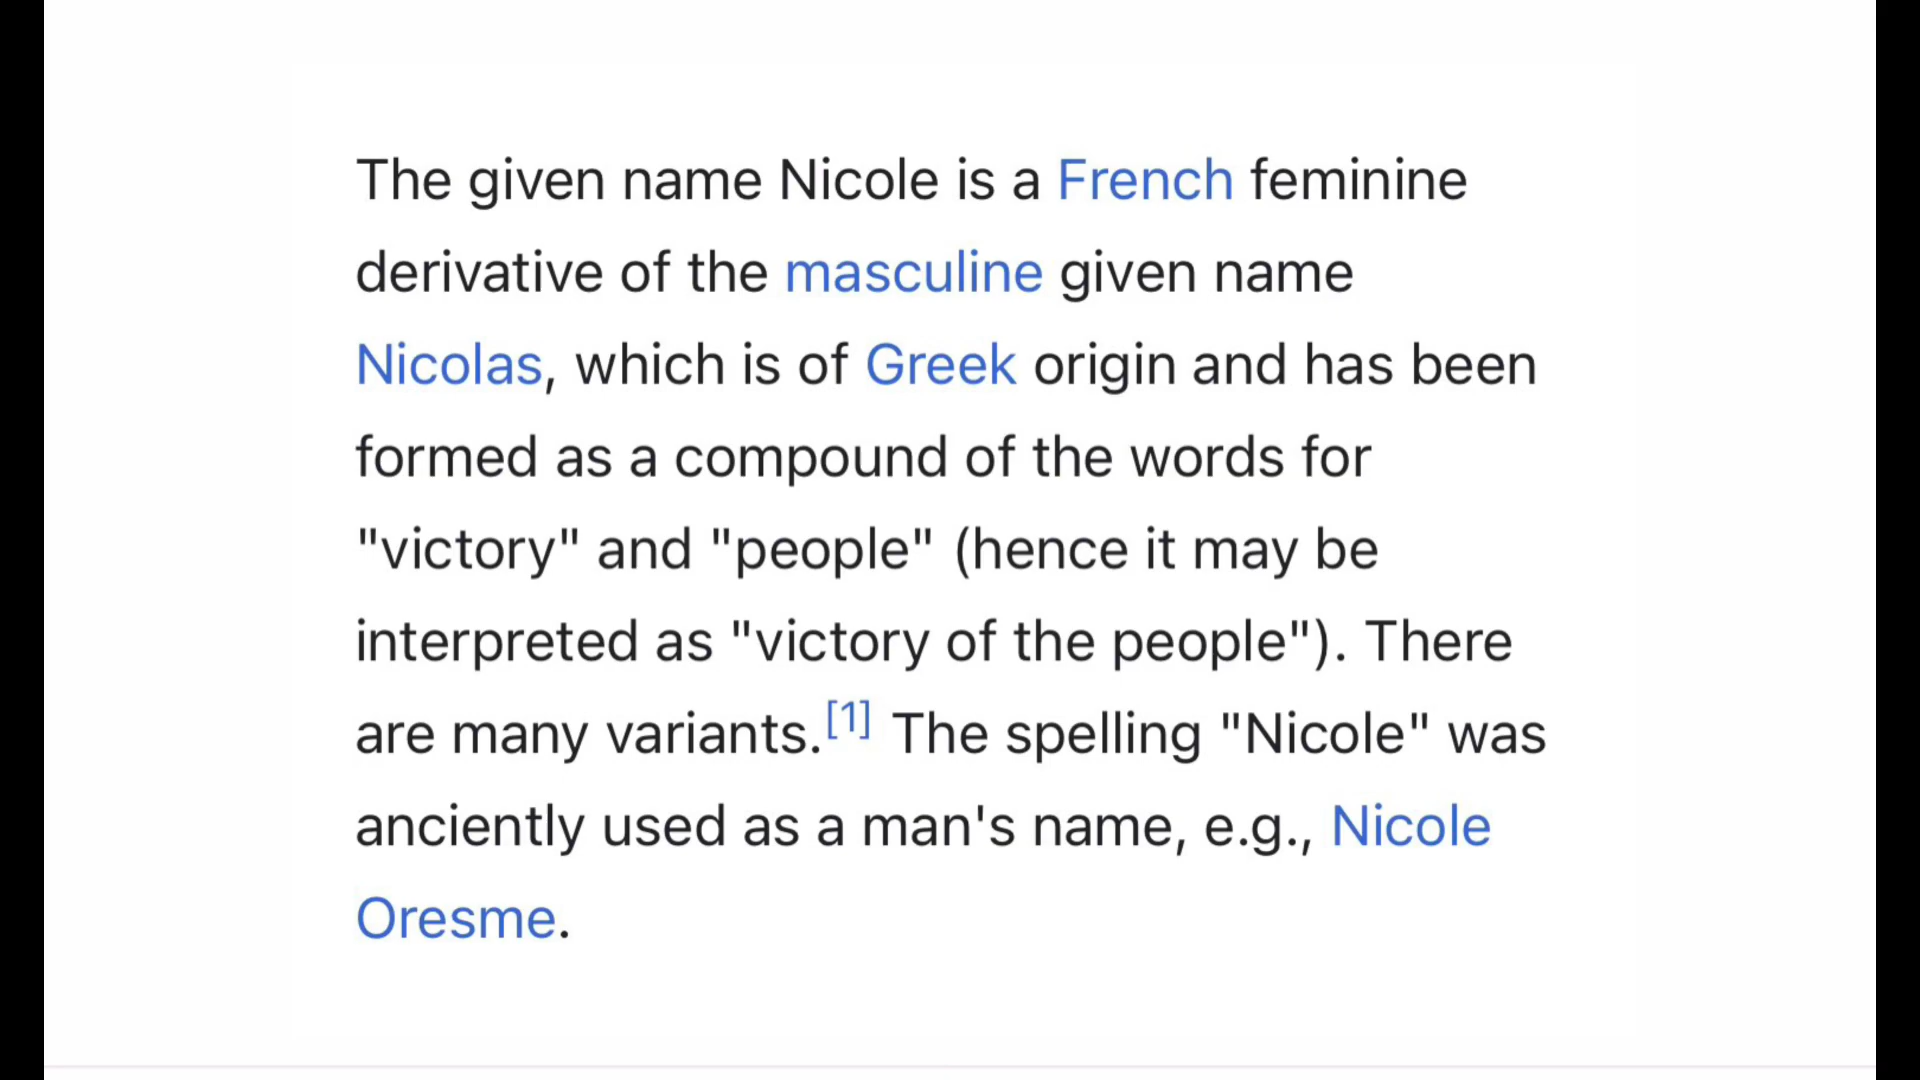 The given name Nicole is a French feminine
derivative of the masculine given name
Nicolas, which is of Greek origin and has been
formed as a compound of the words for
"victory" and "people" (hence it may be
interpreted as "victory of the people"). There
are many variants.[1] The spelling "Nicole" was
anciently used as a man's name, e.g., Nicole
Oresme.